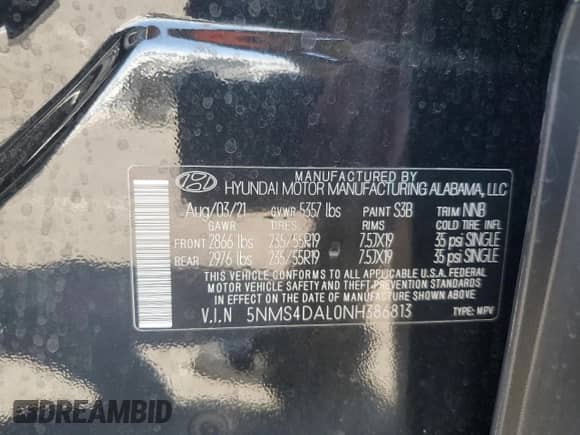 MANUFACTURED BY
HYUNDAI MOTOR MANUFACTURING ALABAMA, LLC
Aug/03/21 GVWR 5357 lbs PAINT S3B TRIM NNB
GAWR TIRES RIMS COLD TIRE INFL
FRONT 2866 lbs 235/55R19 7.5JX19 35 psi SINGLE
REAR 2976 lbs 235/55R19 7.5JX19 35 psi SINGLE
THIS VEHICLE CONFORMS TO ALL APPLICABLE U.S.A. FEDERAL
MOTOR VEHICLE SAFETY AND THEFT PREVENTION STANDARDS
IN EFFECT ON THE DATE OF MANUFACTURE SHOWN ABOVE.
V.I.N 5NMS4DAL0NH386813 TYPE: MPV
DREAMBID